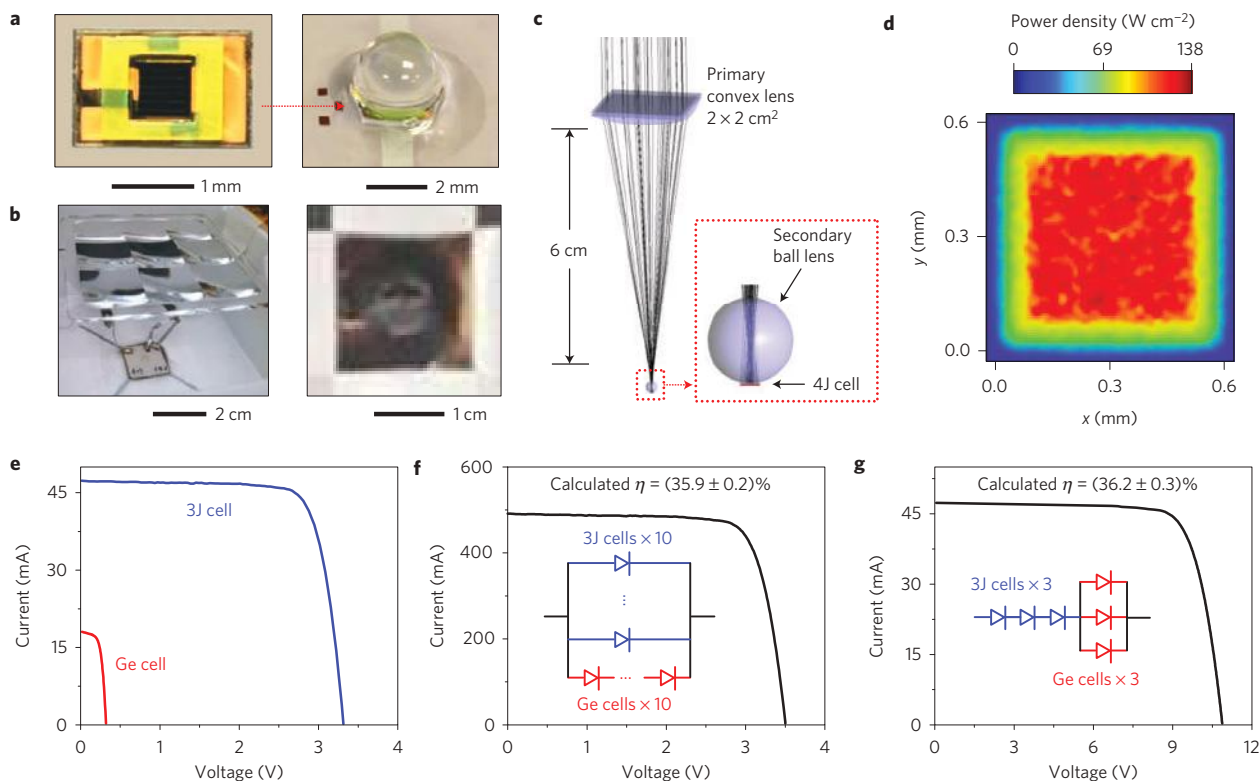 a
1 mm
2 mm
b
2 cm
1 cm
c
Primary
convex lens
2 × 2 cm²
6 cm
Secondary
ball lens
4J cell
d
Power density (W cm⁻²)
0 69 138
0.6
0.3
0.0
y (mm)
0.0 0.3 0.6
x (mm)
e
45
30
15
0
Current (mA)
3J cell
Ge cell
0 1 2 3 4
Voltage (V)
f
600
400
200
0
Current (mA)
Calculated η = (35.9 ± 0.2)%
3J cells × 10
...
...
Ge cells × 10
0 1 2 3 4
Voltage (V)
g
45
30
15
0
Current (mA)
Calculated η = (36.2 ± 0.3)%
3J cells × 3
Ge cells × 3
0 3 6 9 12
Voltage (V)